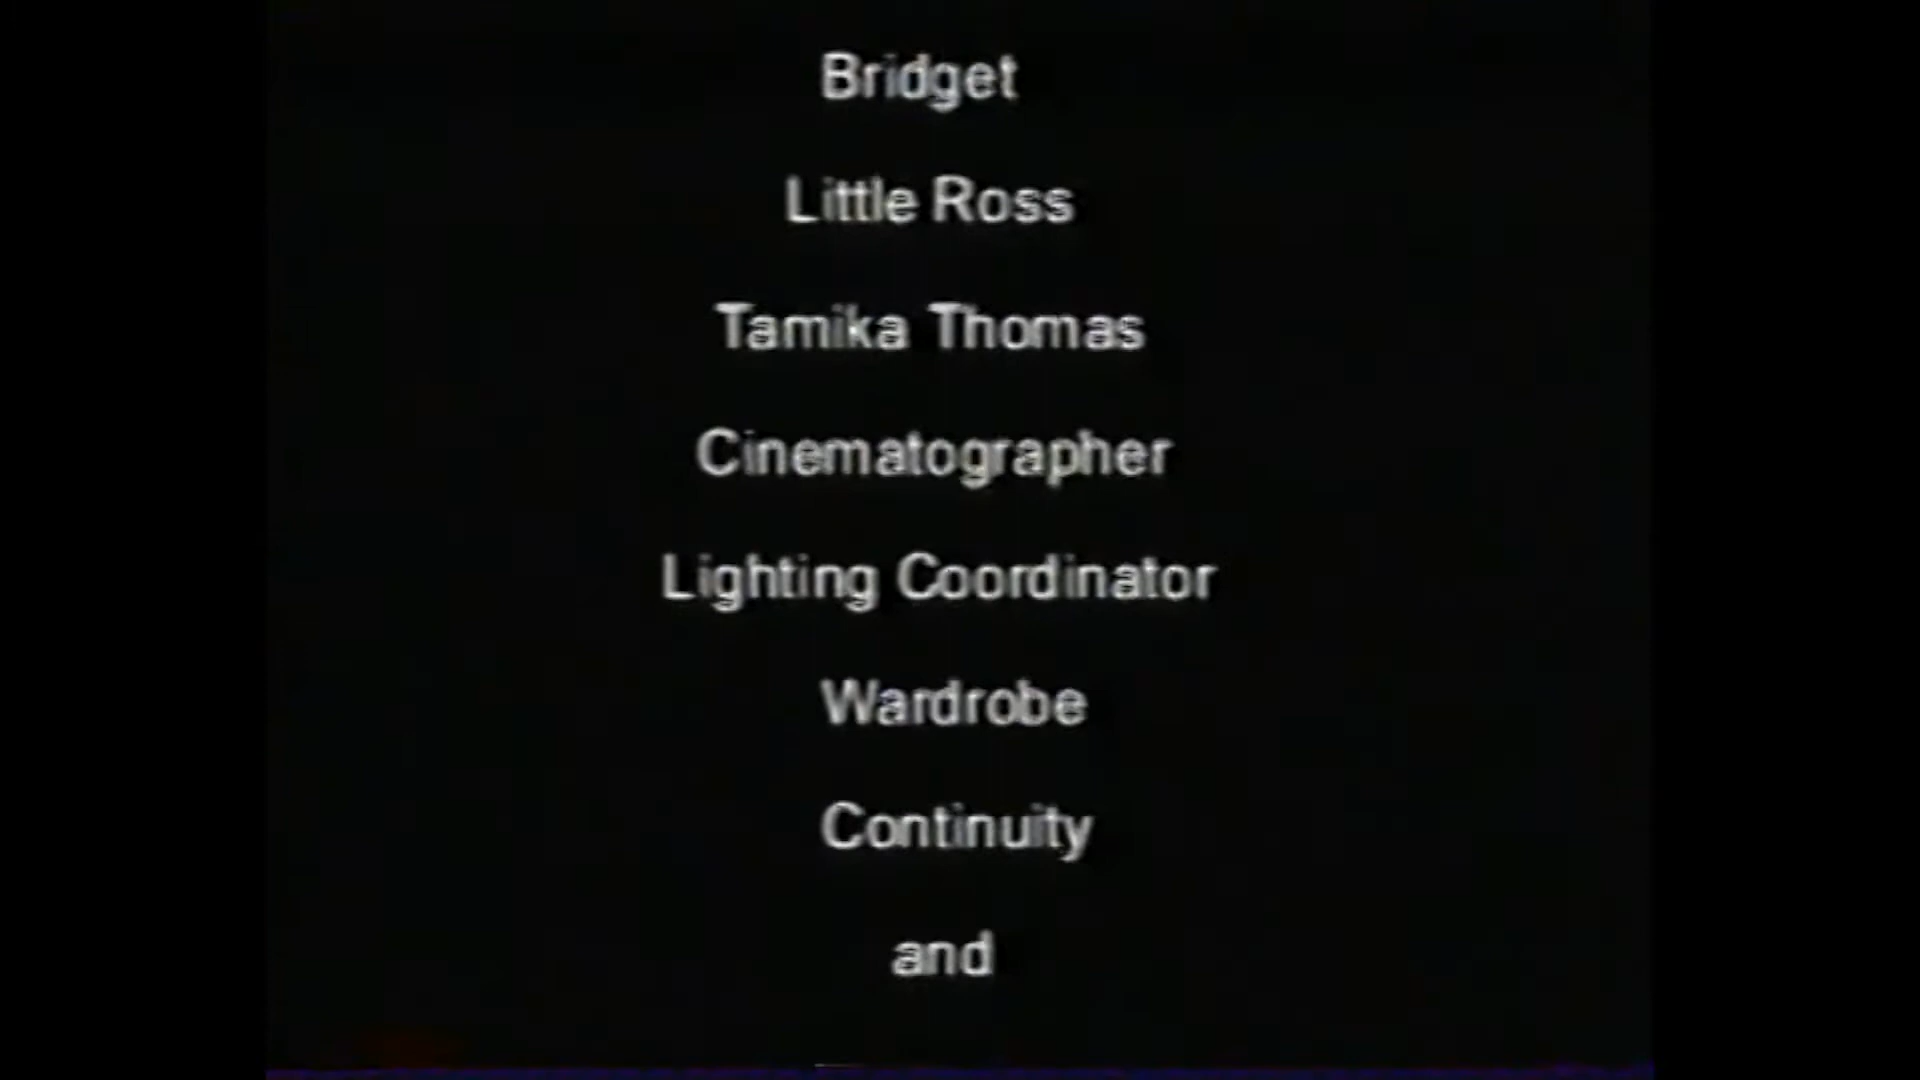 Bridget
Little Ross
Tamika Thomas
Cinematographer
Lighting Coordinator
Wardrobe
Continuity
and